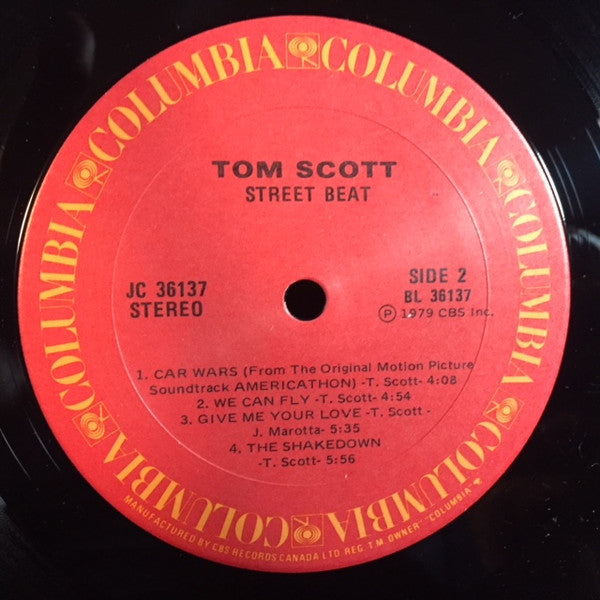 COLUMBIA COLUMBIA COLUMBIA COLUMBIA COLUMBIA COLUMBIA
TOM SCOTT
STREET BEAT
JC 36137
STEREO
SIDE 2
BL 36137
Ⓟ 1979 CBS Inc.
1. CAR WARS (From The Original Motion Picture
Soundtrack AMERICATHON) -T. Scott- 4:08
2. WE CAN FLY -T. Scott- 4:54
3. GIVE ME YOUR LOVE -T. Scott -
J. Marotta- 5:35
4. THE SHAKEDOWN
-T. Scott- 5:56
MANUFACTURED BY CBS RECORDS CANADA LTD. REG. T.M. OWNER "COLUMBIA"